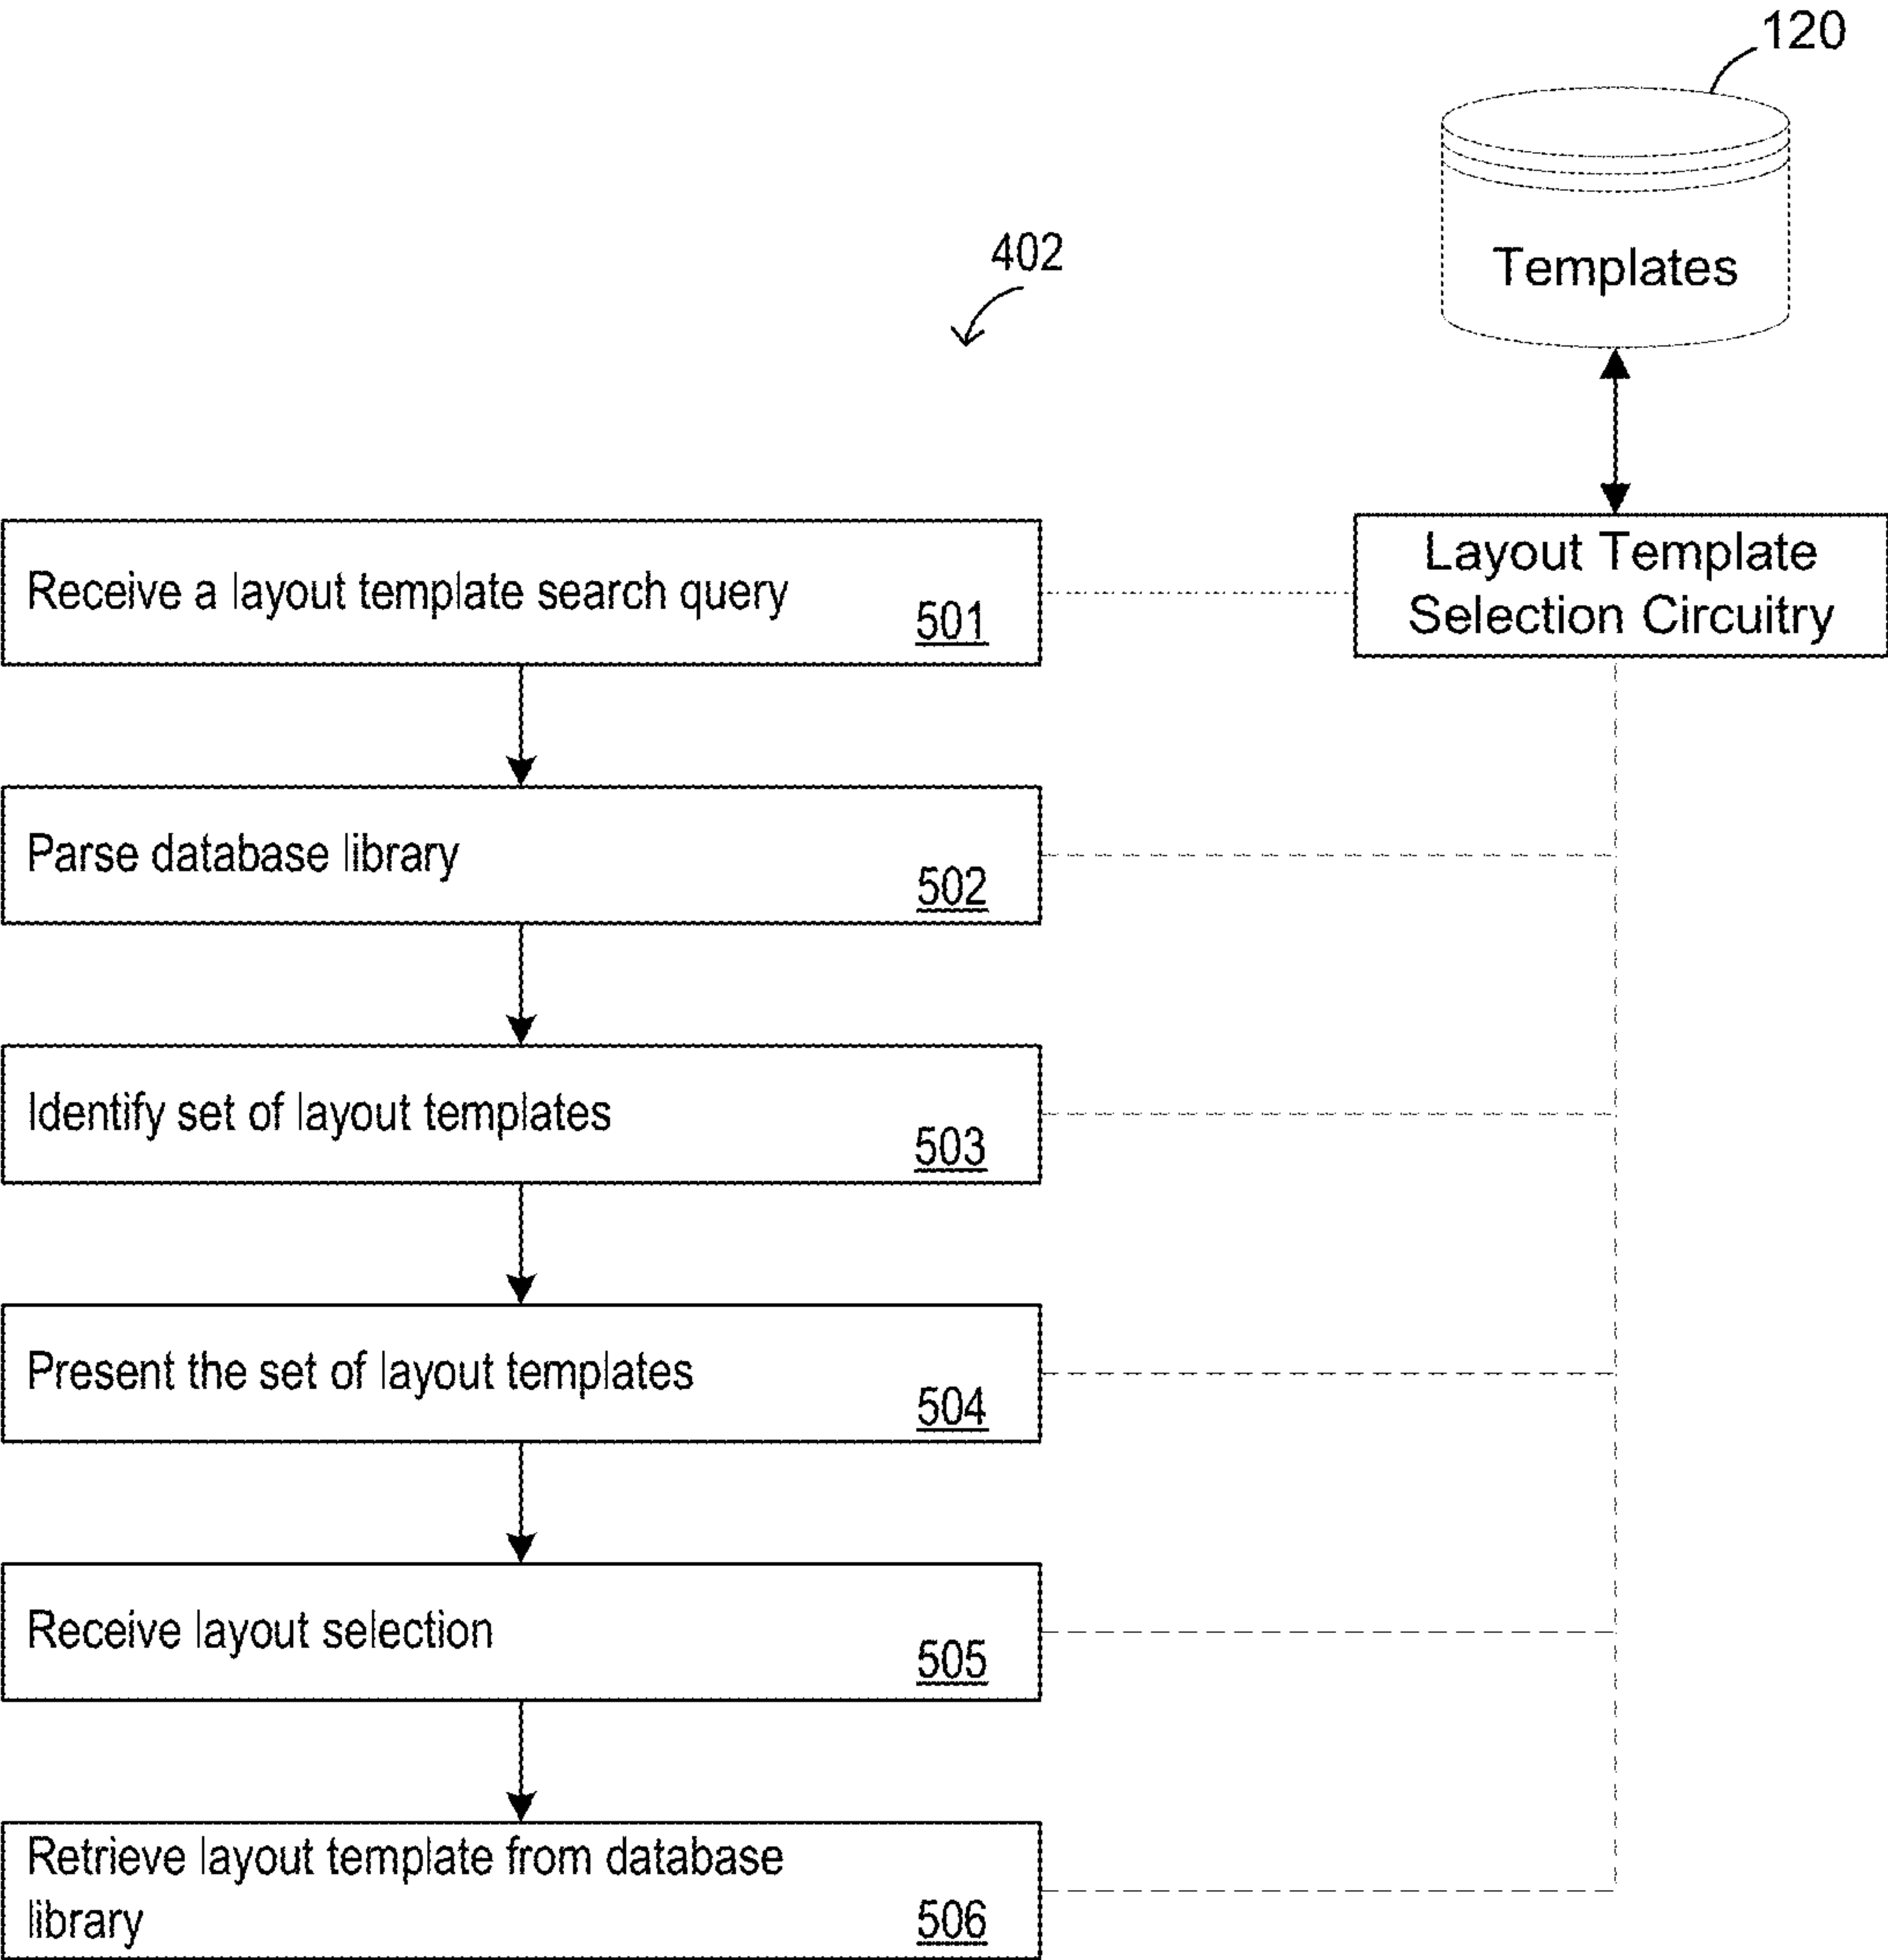 120
Templates
402
Layout Template
Selection Circuitry
Receive a layout template search query
501
Parse database library
502
Identify set of layout templates
503
Present the set of layout templates
504
Receive layout selection
505
Retrieve layout template from database
library
506